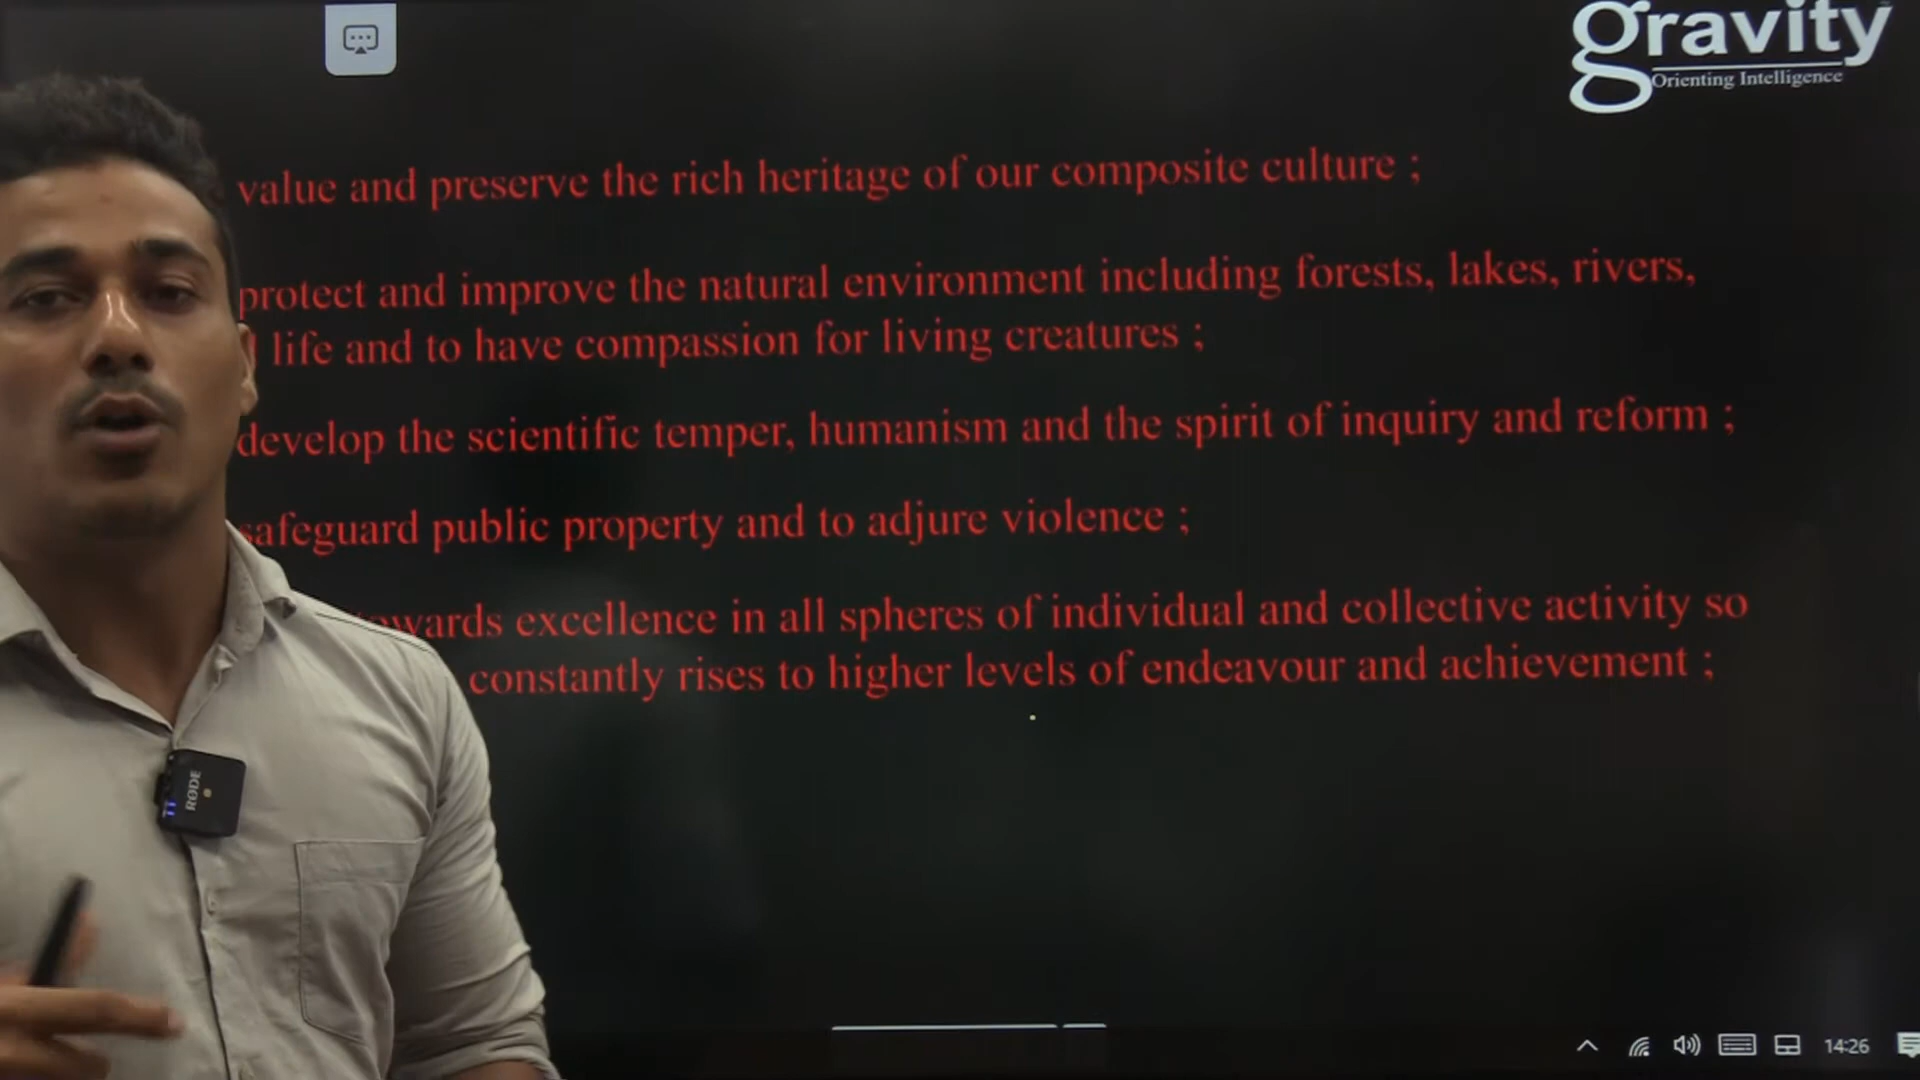 gravity
Orienting Intelligence
value and preserve the rich heritage of our composite culture ;
protect and improve the natural environment including forests, lakes, rivers,
life and to have compassion for living creatures ;
develop the scientific temper, humanism and the spirit of inquiry and reform ;
safeguard public property and to adjure violence ;
towards excellence in all spheres of individual and collective activity so
constantly rises to higher levels of endeavour and achievement ;
RØDE
14:26